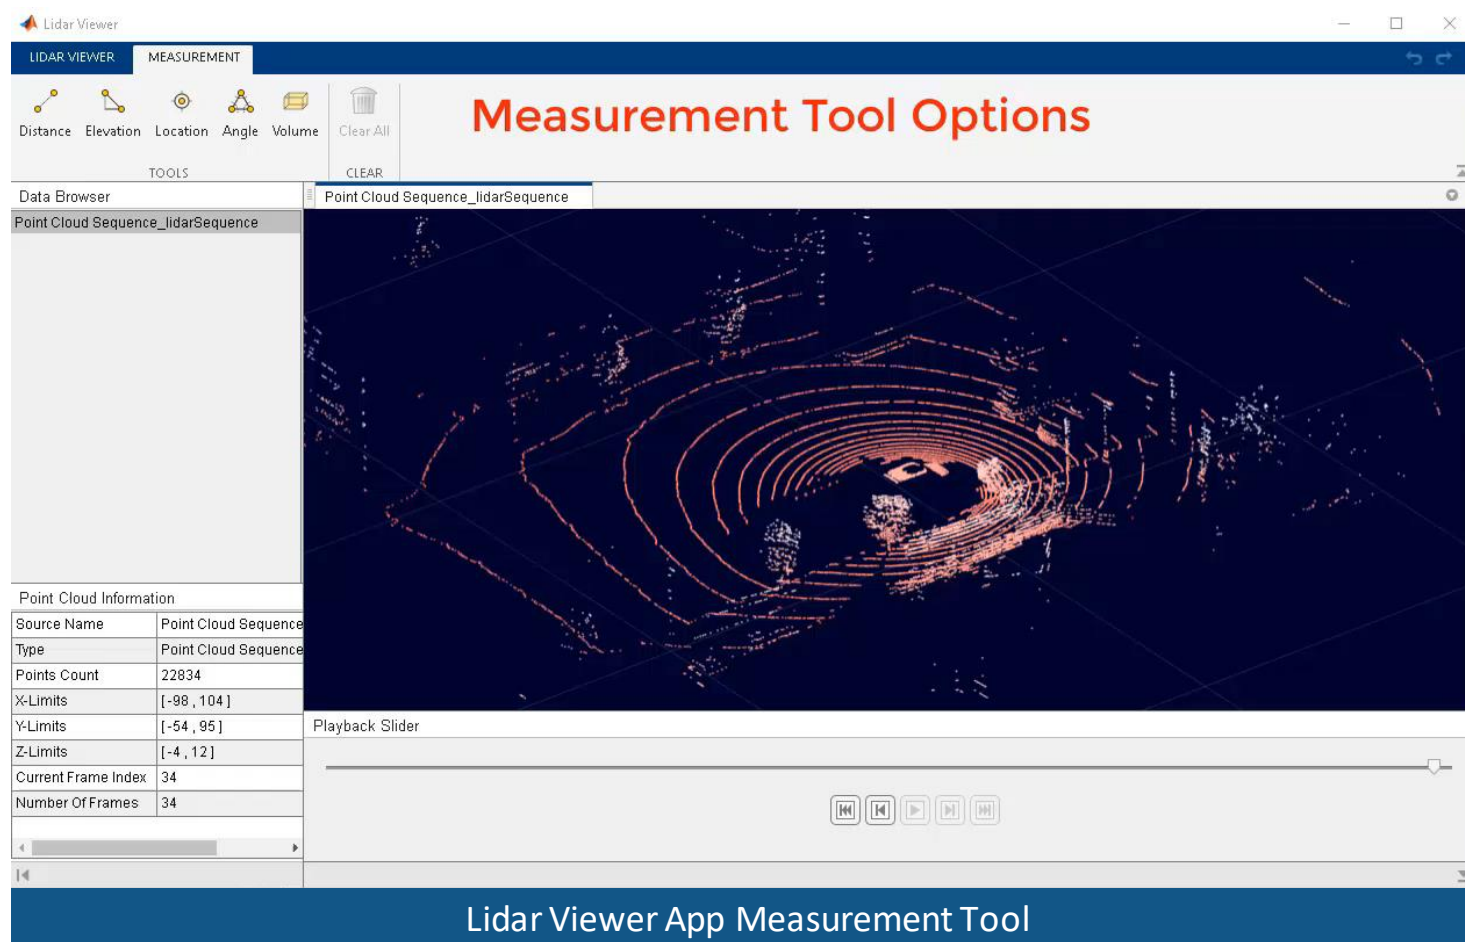 Lidar Viewer
LIDAR VIEWER MEASUREMENT
Distance Elevation Location Angle Volume Clear All
Measurement Tool Options
TOOLS CLEAR
Data Browser
Point Cloud Sequence_lidarSequence
Point Cloud Sequence_lidarSequence
Point Cloud Information
Source Name Point Cloud Sequence
Type Point Cloud Sequence
Points Count 22834
X-Limits [-98 , 104]
Y-Limits [-54 , 95]
Z-Limits [-4 , 12]
Current Frame Index 34
Number Of Frames 34
Playback Slider
Lidar Viewer App Measurement Tool